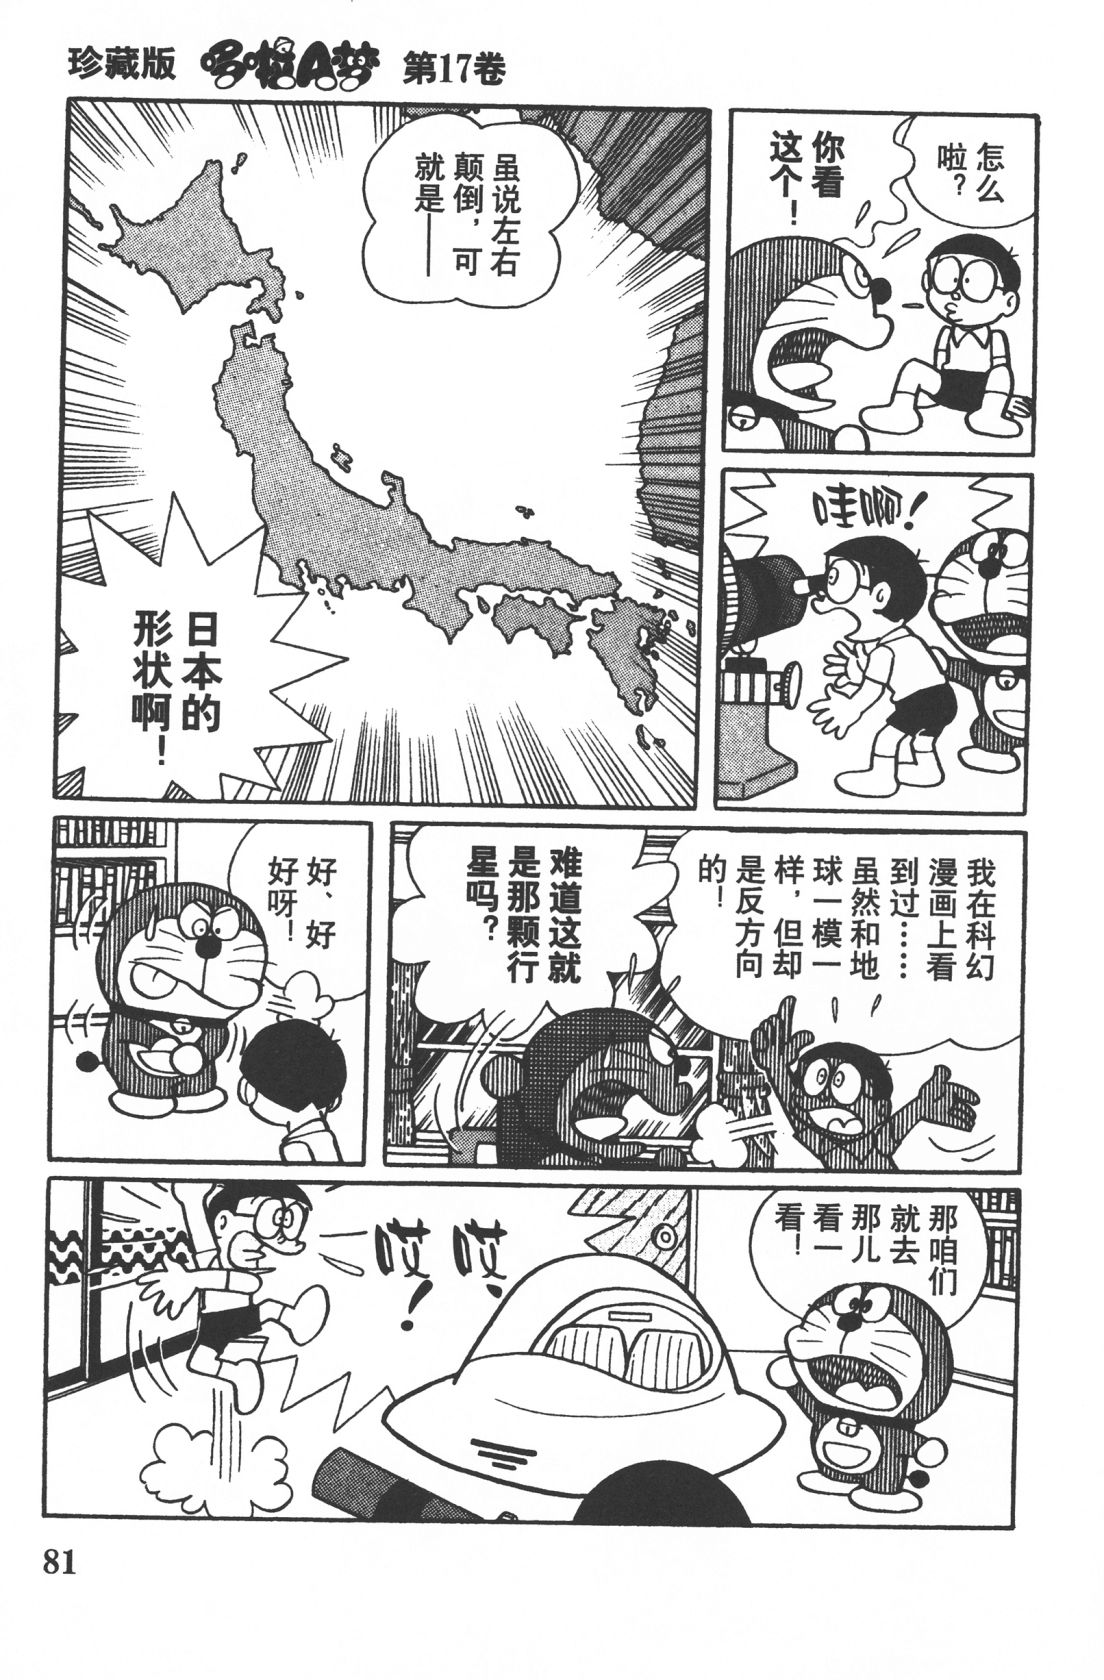 珍藏版 哆啦A梦 第17卷
怎么
啦？
你看
这个！
哇啊！
虽说左右
颠倒，可
就是——
日本的
形状啊！
我在科幻
漫画上看
到过……
虽然和地
球一模一
样，但却
是反方向
的！
难道这就
是那颗行
星吗？
好、好
好呀！
那咱们
就去
那儿
看一
看！
哎
哎！
81